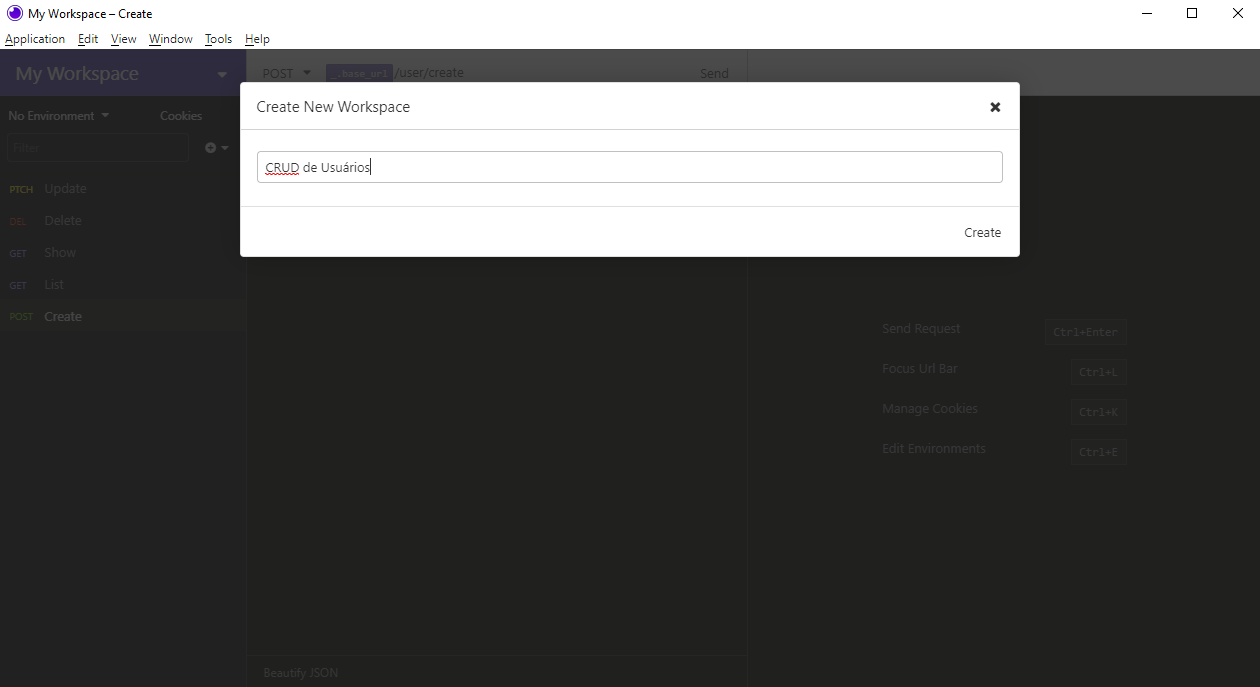 My Workspace – Create
Application Edit View Window Tools Help
My Workspace
POST _.base_url /user/create Send
Create New Workspace
No Environment Cookies
Filter
CRUD de Usuários
PTCH Update
DEL Delete
Create
GET Show
GET List
POST Create
Send Request Ctrl+Enter
Focus Url Bar Ctrl+L
Manage Cookies Ctrl+K
Edit Environments Ctrl+E
Beautify JSON